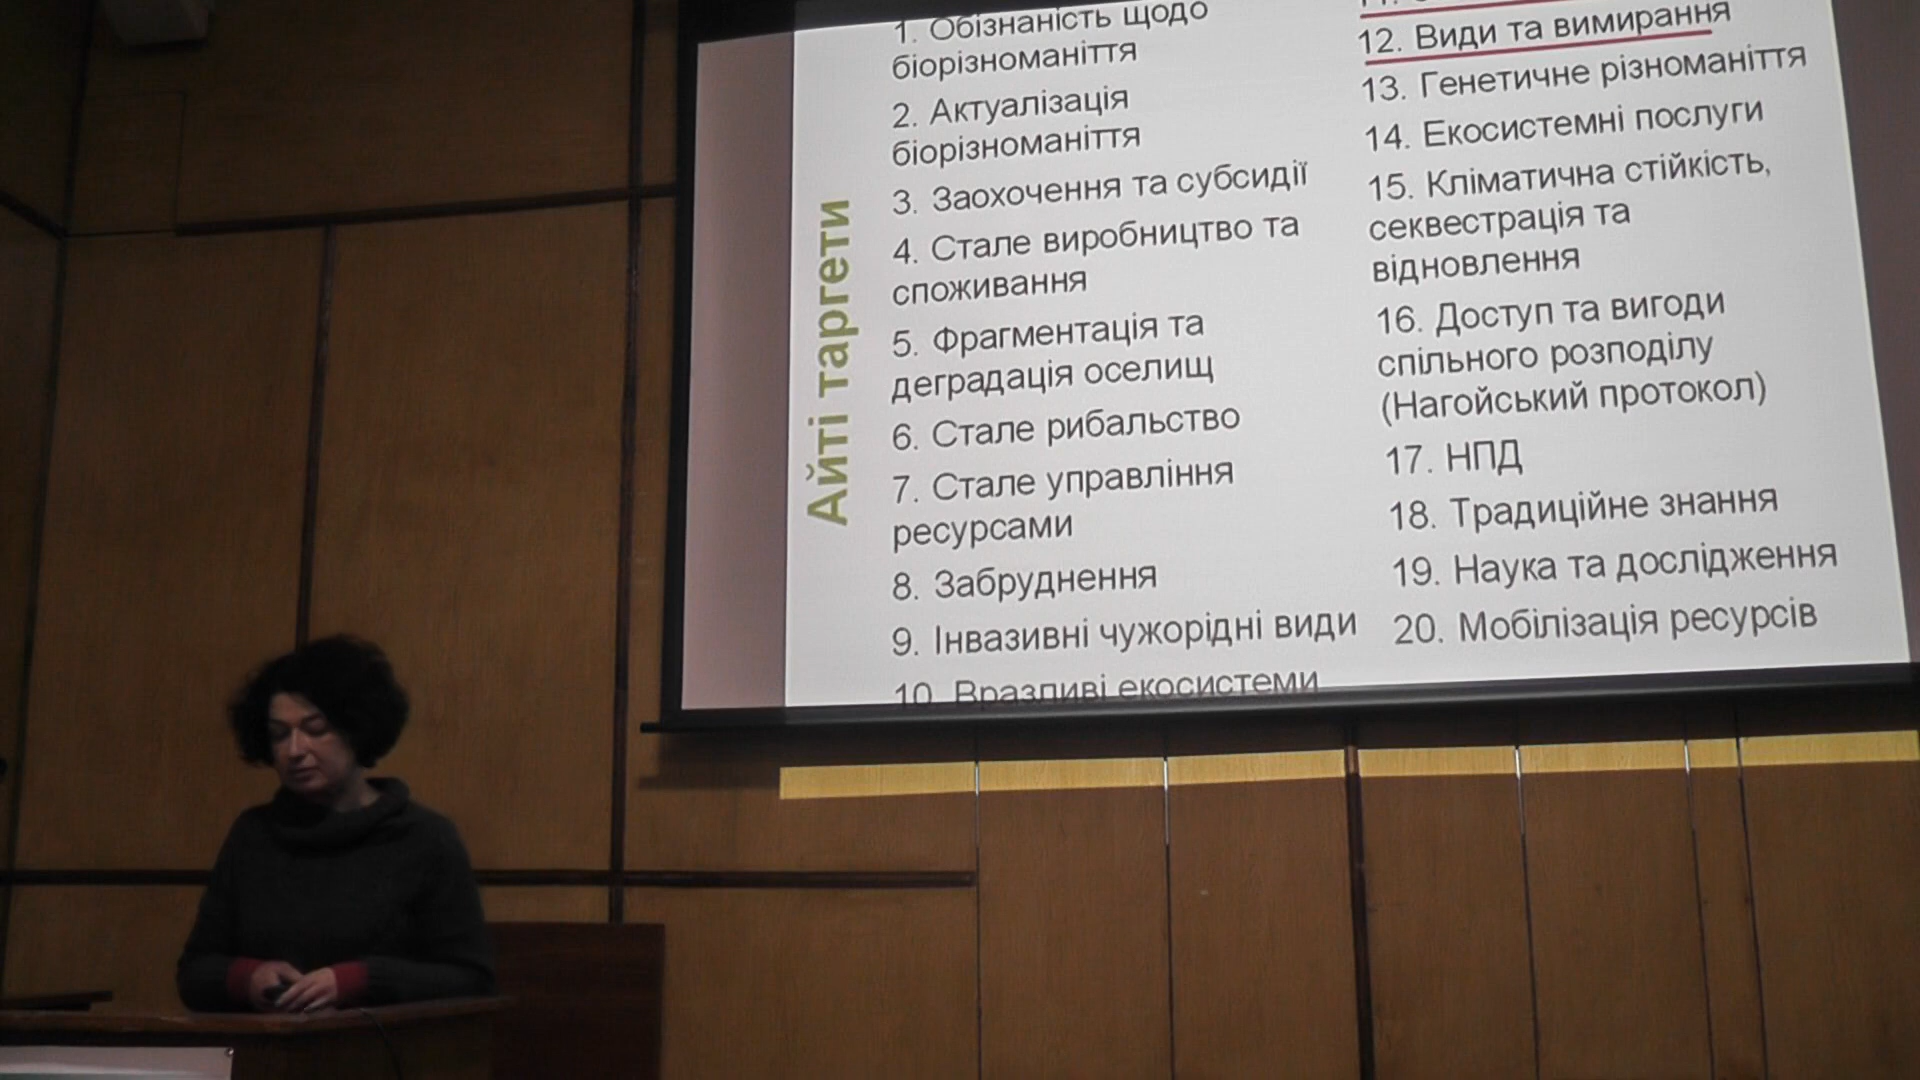 Айті таргети
1. Обізнаність щодо
біорізноманіття
2. Актуалізація
біорізноманіття
3. Заохочення та субсидії
4. Стале виробництво та
споживання
5. Фрагментація та
деградація оселищ
6. Стале рибальство
7. Стале управління
ресурсами
8. Забруднення
9. Інвазивні чужорідні види
10. Вразливі екосистеми
12. Види та вимирання
13. Генетичне різноманіття
14. Екосистемні послуги
15. Кліматична стійкість,
секвестрація та
відновлення
16. Доступ та вигоди
спільного розподілу
(Нагойський протокол)
17. НПД
18. Традиційне знання
19. Наука та дослідження
20. Мобілізація ресурсів